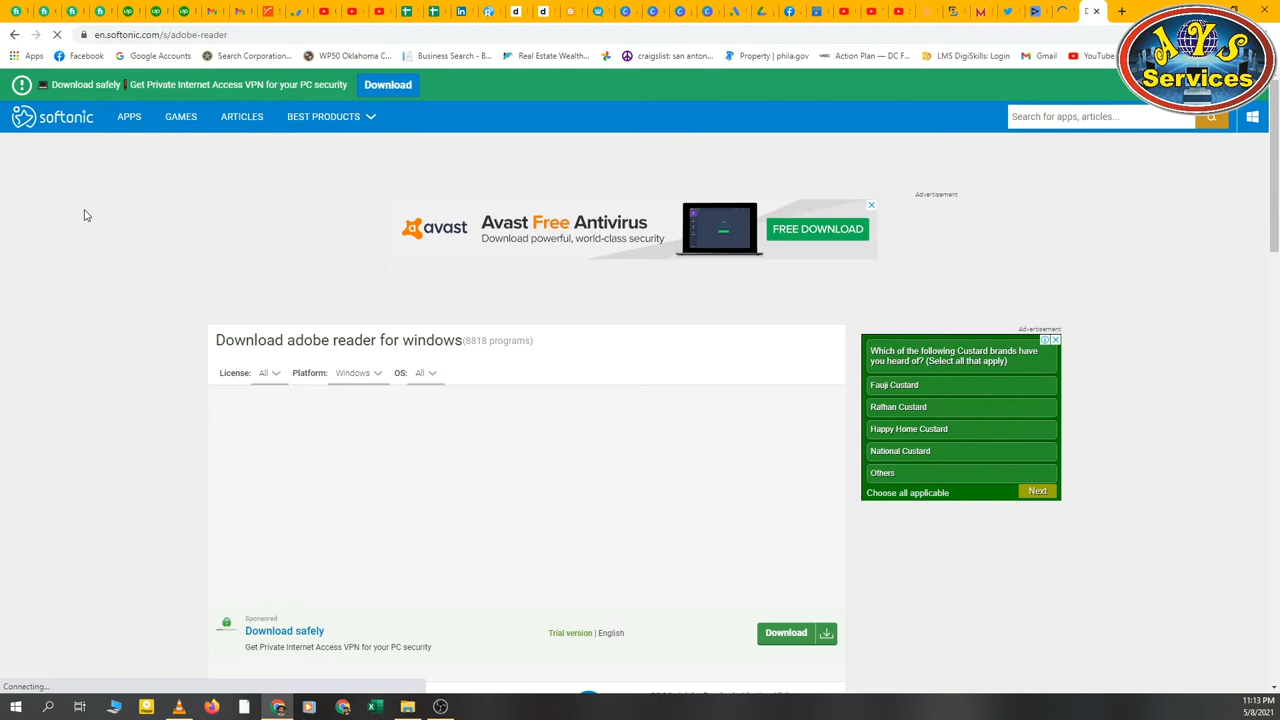 en.softonic.com/s/adobe-reader
Apps
Facebook
Google Accounts
Search Corporation...
WP50 Oklahoma C...
Business Search - B...
Real Estate Wealth...
craigslist: san anton...
Property | phila.gov
Action Plan — DC F...
LMS DigiSkills: Login
Gmail
YouTube
AYS
Services
Download safely
Get Private Internet Access VPN for your PC security
Download
softonic
APPS
GAMES
ARTICLES
BEST PRODUCTS
Search for apps, articles...
Advertisement
avast
Avast Free Antivirus
Download powerful, world-class security
FREE DOWNLOAD
Download adobe reader for windows(8818 programs)
License: All
Platform: Windows
OS: All
Advertisement
Which of the following Custard brands have
you heard of? (Select all that apply)
Fauji Custard
Rafhan Custard
Happy Home Custard
National Custard
Others
Choose all applicable
Next
Sponsored
Download safely
Get Private Internet Access VPN for your PC security
Trial version | English
Download
Connecting...
11:13 PM
5/8/2021